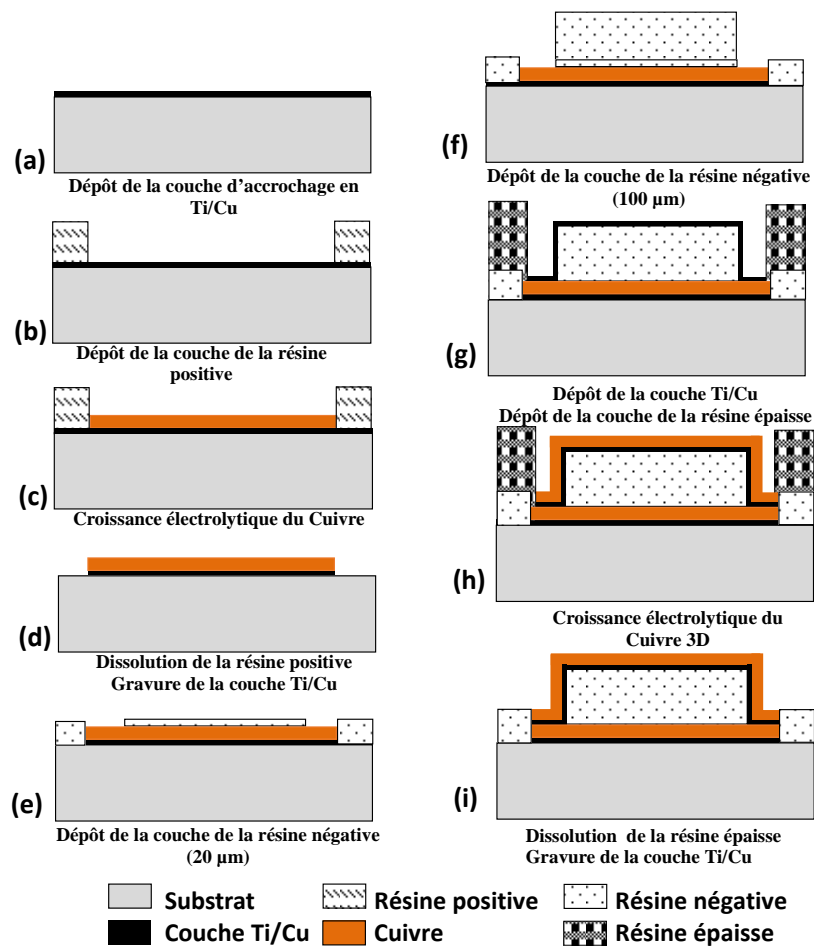 (a)
Dépôt de la couche d'accrochage en
Ti/Cu
(b)
Dépôt de la couche de la résine
positive
(c)
Croissance électrolytique du Cuivre
(d)
Dissolution de la résine positive
Gravure de la couche Ti/Cu
(e)
Dépôt de la couche de la résine négative
(20 µm)
(f)
Dépôt de la couche de la résine négative
(100 µm)
(g)
Dépôt de la couche Ti/Cu
Dépôt de la couche de la résine épaisse
(h)
Croissance électrolytique du
Cuivre 3D
(i)
Dissolution de la résine épaisse
Gravure de la couche Ti/Cu
Substrat
Résine positive
Résine négative
Couche Ti/Cu
Cuivre
Résine épaisse